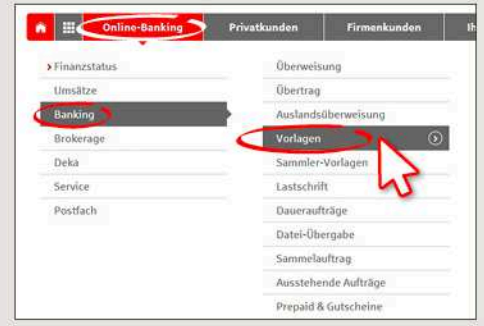 Online-Banking
Privatkunden
Firmenkunden
Ih
Finanzstatus
Umsätze
Banking
Brokerage
Deka
Service
Postfach
Überweisung
Übertrag
Auslandsüberweisung
Vorlagen
Sammler-Vorlagen
Lastschrift
Daueraufträge
Datei-Übergabe
Sammelauftrag
Ausstehende Aufträge
Prepaid & Gutscheine